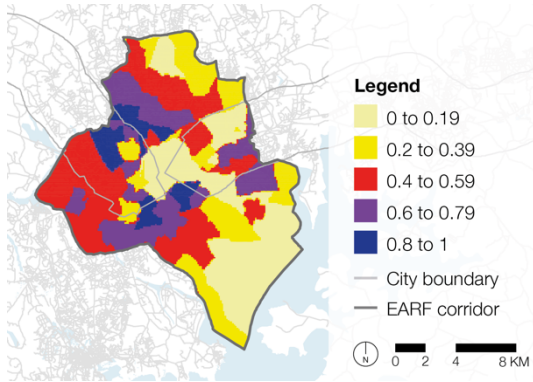 Legend
0 to 0.19
0.2 to 0.39
0.4 to 0.59
0.6 to 0.79
0.8 to 1
City boundary
EARF corridor
N
0 2 4 8 KM